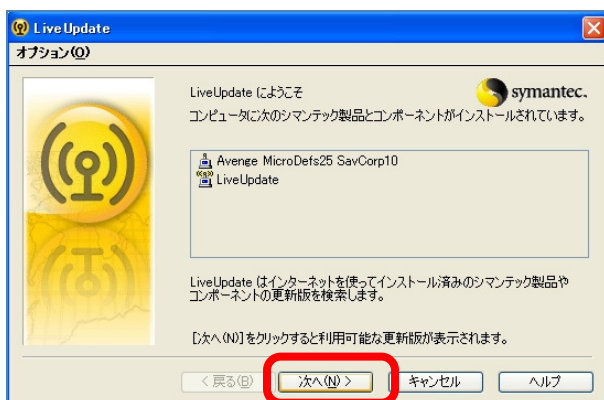 LiveUpdate
オプション(O)
LiveUpdate にようこそ
symantec.
コンピュータに次のシマンテック製品とコンポーネントがインストールされています。
Avenge MicroDefs25 SavCorp10
LiveUpdate
LiveUpdate はインターネットを使ってインストール済みのシマンテック製品や
コンポーネントの更新版を検索します。
[次へ(N)]をクリックすると利用可能な更新版が表示されます。
< 戻る(B) 次へ(N) > キャンセル ヘルプ